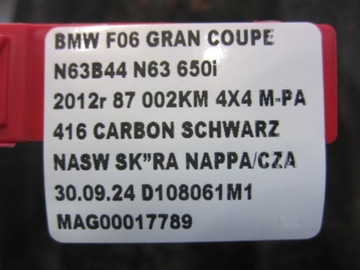 BMW F06 GRAN COUPE
N63B44 N63 650i
2012r 87 002KM 4X4 M-PA
416 CARBON SCHWARZ
NASW SK”RA NAPPA/CZA
30.09.24 D108061M1
MAG00017789